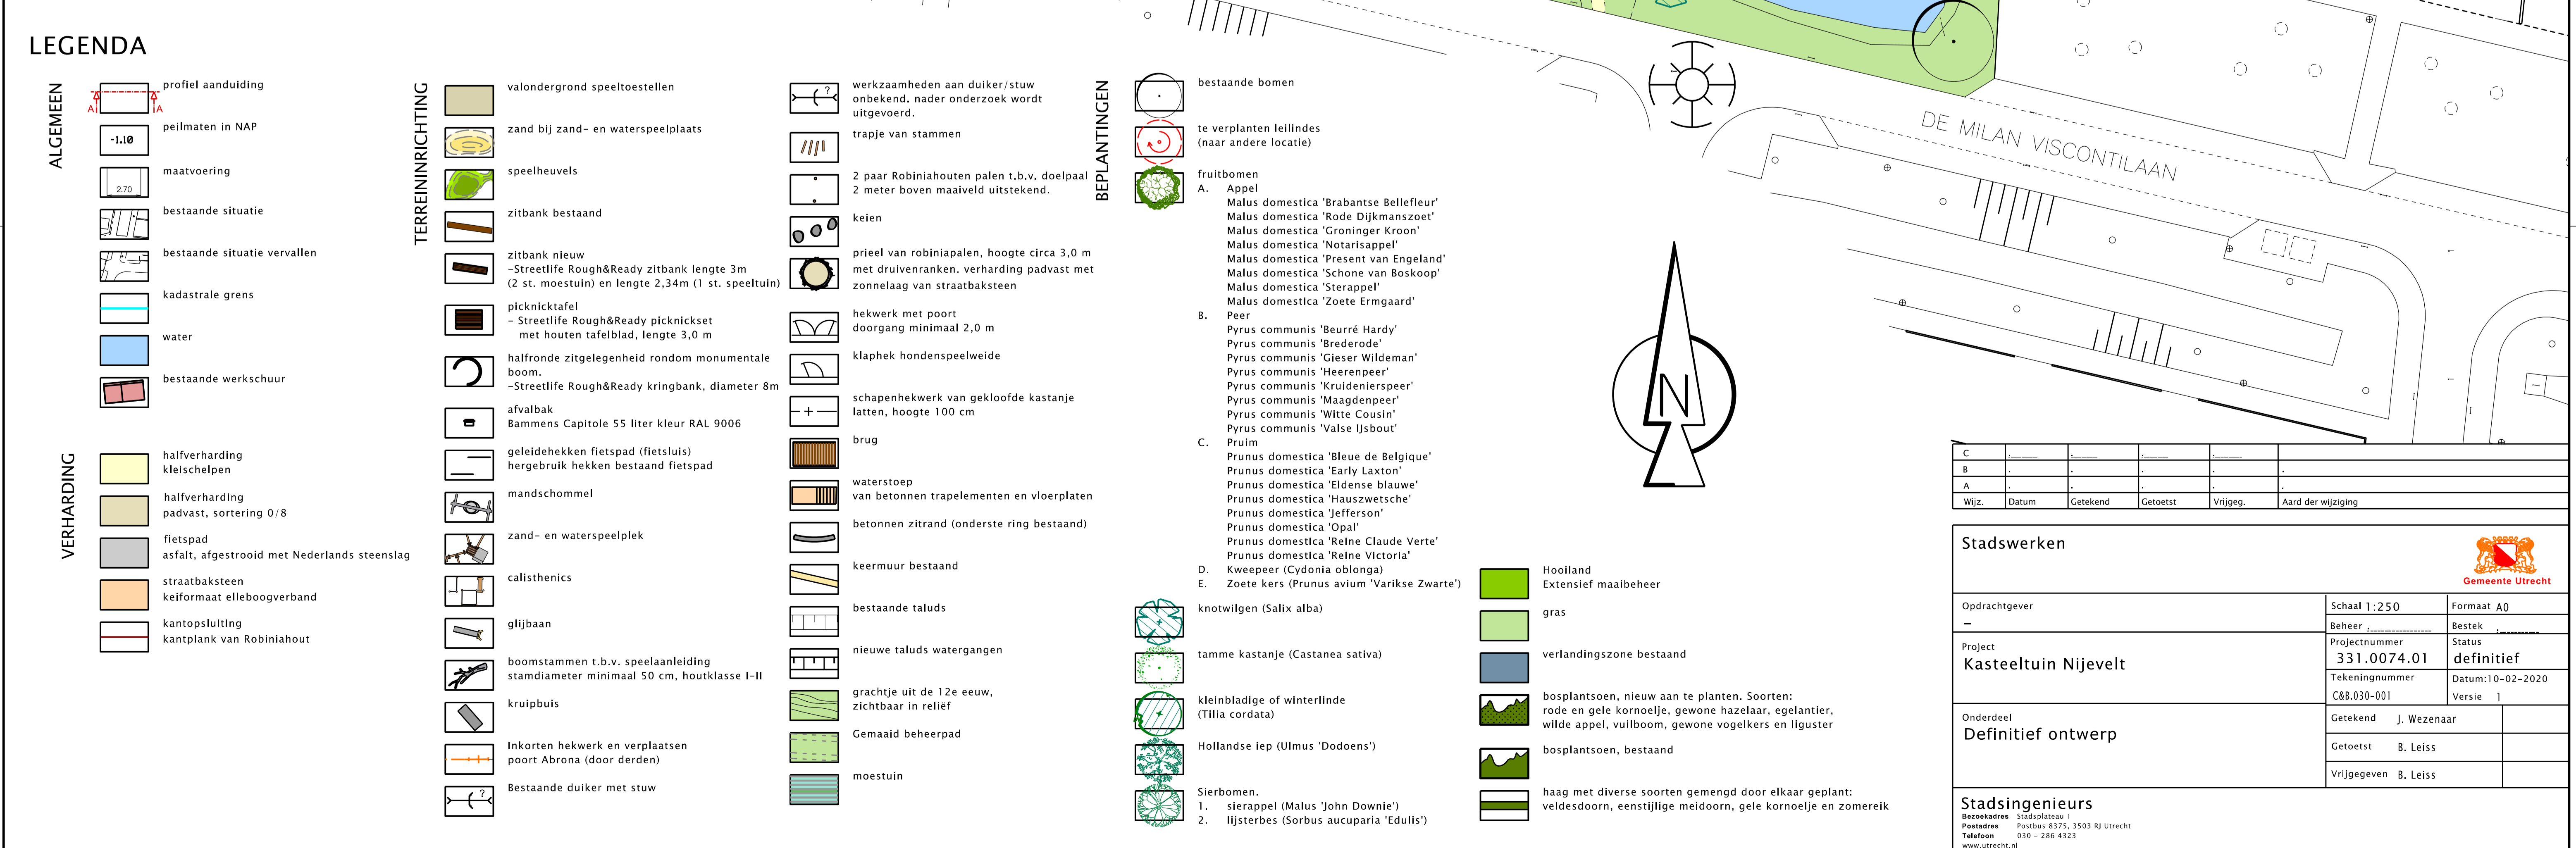 LEGENDA
ALGEMEEN
A
A
profiel aanduiding
-1.10
peilmaten in NAP
2.70
maatvoering
bestaande situatie
bestaande situatie vervallen
kadastrale grens
water
bestaande werkschuur
VERHARDING
halfverharding
kleischelpen
halfverharding
padvast, sortering 0/8
fietspad
asfalt, afgestrooid met Nederlands steenslag
straatbaksteen
keiformaat elleboogverband
kantopsluiting
kantplank van Robiniahout
TERREININRICHTING
valondergrond speeltoestellen
zand bij zand- en waterspeelplaats
speelheuvels
zitbank bestaand
zitbank nieuw
-Streetlife Rough&Ready zitbank lengte 3m
(2 st. moestuin) en lengte 2,34m (1 st. speeltuin)
picknicktafel
- Streetlife Rough&Ready picknickset
met houten tafelblad, lengte 3,0 m
halfronde zitgelegenheid rondom monumentale
boom.
-Streetlife Rough&Ready kringbank, diameter 8m
afvalbak
Bammens Capitole 55 liter kleur RAL 9006
geleidehekken fietspad (fietsluis)
hergebruik hekken bestaand fietspad
mandschommel
zand- en waterspeelplek
calisthenics
glijbaan
boomstammen t.b.v. speelaanleiding
stamdiameter minimaal 50 cm, houtklasse I-II
kruipbuis
Inkorten hekwerk en verplaatsen
poort Abrona (door derden)
?
Bestaande duiker met stuw
?
werkzaamheden aan duiker/stuw
onbekend. nader onderzoek wordt
uitgevoerd.
trapje van stammen
2 paar Robiniahouten palen t.b.v. doelpaal
2 meter boven maaiveld uitstekend.
keien
prieel van robiniapalen, hoogte circa 3,0 m
met druivenranken. verharding padvast met
zonnelaag van straatbaksteen
hekwerk met poort
doorgang minimaal 2,0 m
klaphek hondenspeelweide
schapenhekwerk van gekloofde kastanje
latten, hoogte 100 cm
brug
waterstoep
van betonnen trapelementen en vloerplaten
betonnen zitrand (onderste ring bestaand)
keermuur bestaand
bestaande taluds
nieuwe taluds watergangen
grachtje uit de 12e eeuw,
zichtbaar in reliëf
Gemaaid beheerpad
moestuin
BEPLANTINGEN
bestaande bomen
te verplanten leilindes
(naar andere locatie)
fruitbomen
A. Appel
Malus domestica 'Brabantse Bellefleur'
Malus domestica 'Rode Dijkmanszoet'
Malus domestica 'Groninger Kroon'
Malus domestica 'Notarisappel'
Malus domestica 'Present van Engeland'
Malus domestica 'Schone van Boskoop'
Malus domestica 'Sterappel'
Malus domestica 'Zoete Ermgaard'
B. Peer
Pyrus communis 'Beurré Hardy'
Pyrus communis 'Brederode'
Pyrus communis 'Gieser Wildeman'
Pyrus communis 'Heerenpeer'
Pyrus communis 'Kruidenierspeer'
Pyrus communis 'Maagdenpeer'
Pyrus communis 'Witte Cousin'
Pyrus communis 'Valse IJsbout'
C. Pruim
Prunus domestica 'Bleue de Belgique'
Prunus domestica 'Early Laxton'
Prunus domestica 'Eldense blauwe'
Prunus domestica 'Hauszwetsche'
Prunus domestica 'Jefferson'
Prunus domestica 'Opal'
Prunus domestica 'Reine Claude Verte'
Prunus domestica 'Reine Victoria'
D. Kweepeer (Cydonia oblonga)
E. Zoete kers (Prunus avium 'Varikse Zwarte')
knotwilgen (Salix alba)
tamme kastanje (Castanea sativa)
kleinbladige of winterlinde
(Tilia cordata)
Hollandse iep (Ulmus 'Dodoens')
Sierbomen.
1. sierappel (Malus 'John Downie')
2. lijsterbes (Sorbus aucuparia 'Edulis')
Hooiland
Extensief maaibeheer
gras
verlandingszone bestaand
bosplantsoen, nieuw aan te planten. Soorten:
rode en gele kornoelje, gewone hazelaar, egelantier,
wilde appel, vuilboom, gewone vogelkers en liguster
bosplantsoen, bestaand
haag met diverse soorten gemengd door elkaar geplant:
veldesdoorn, eenstijlige meidoorn, gele kornoelje en zomereik
DE MILAN VISCONTILAAN
N
C
B
A
Wijz. Datum Getekend Getoetst Vrijgeg. Aard der wijziging
Stadswerken
Gemeente Utrecht
Opdrachtgever
-
Schaal 1:250 Formaat A0
Beheer : Bestek :
Project
Kasteeltuin Nijevelt
Projectnummer
331.0074.01
Status
definitief
Tekeningnummer
C&B.030-001
Datum:10-02-2020
Versie 1
Onderdeel
Definitief ontwerp
Getekend J. Wezenaar
Getoetst B. Leiss
Vrijgegeven B. Leiss
Stadsingenieurs
Bezoekadres Stadsplateau 1
Postadres Postbus 8375, 3503 RJ Utrecht
Telefoon 030 - 286 4323
www.utrecht.nl